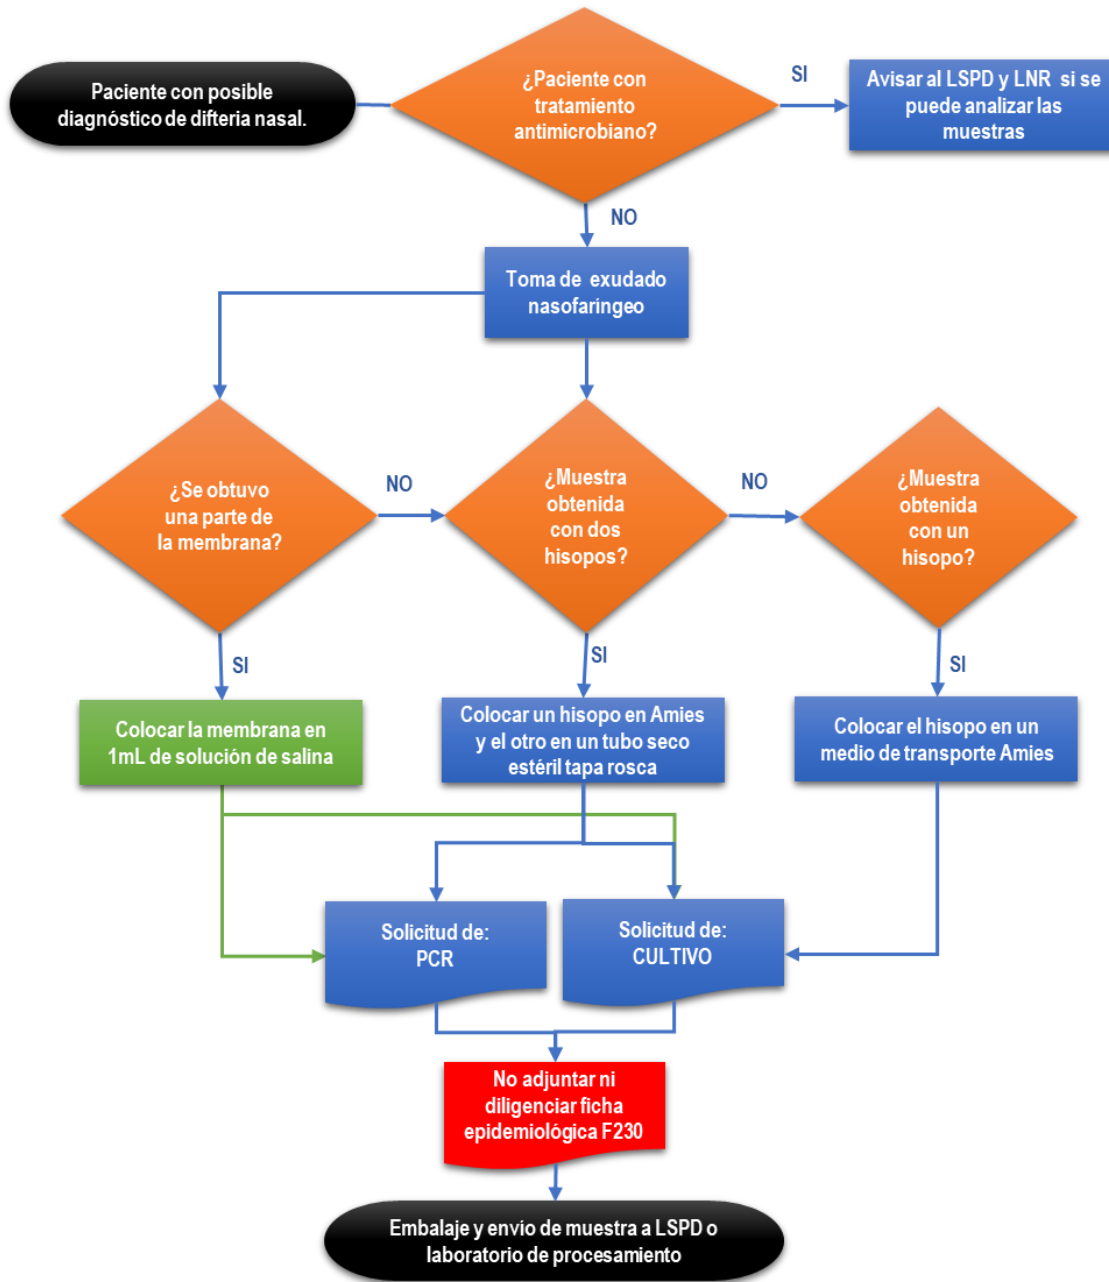 Paciente con posible
diagnóstico de difteria nasal.
¿Paciente con
tratamiento
antimicrobiano?
SI
Avisar al LSPD y LNR si se
puede analizar las
muestras
NO
Toma de exudado
nasofaringeo
¿Se obtuvo
una parte de
la membrana?
NO
¿Muestra
obtenida
con dos
hisopos?
NO
¿Muestra
obtenida
con un
hisopo?
SI
SI
SI
Colocar la membrana en
1mL de solución de salina
Colocar un hisopo en Amies
y el otro en un tubo seco
estéril tapa rosca
Colocar el hisopo en un
medio de transporte Amies
Solicitud de:
PCR
Solicitud de:
CULTIVO
No adjuntar ni
diligenciar ficha
epidemiológica F230
Embalaje y envio de muestra a LSPD o
laboratorio de procesamiento